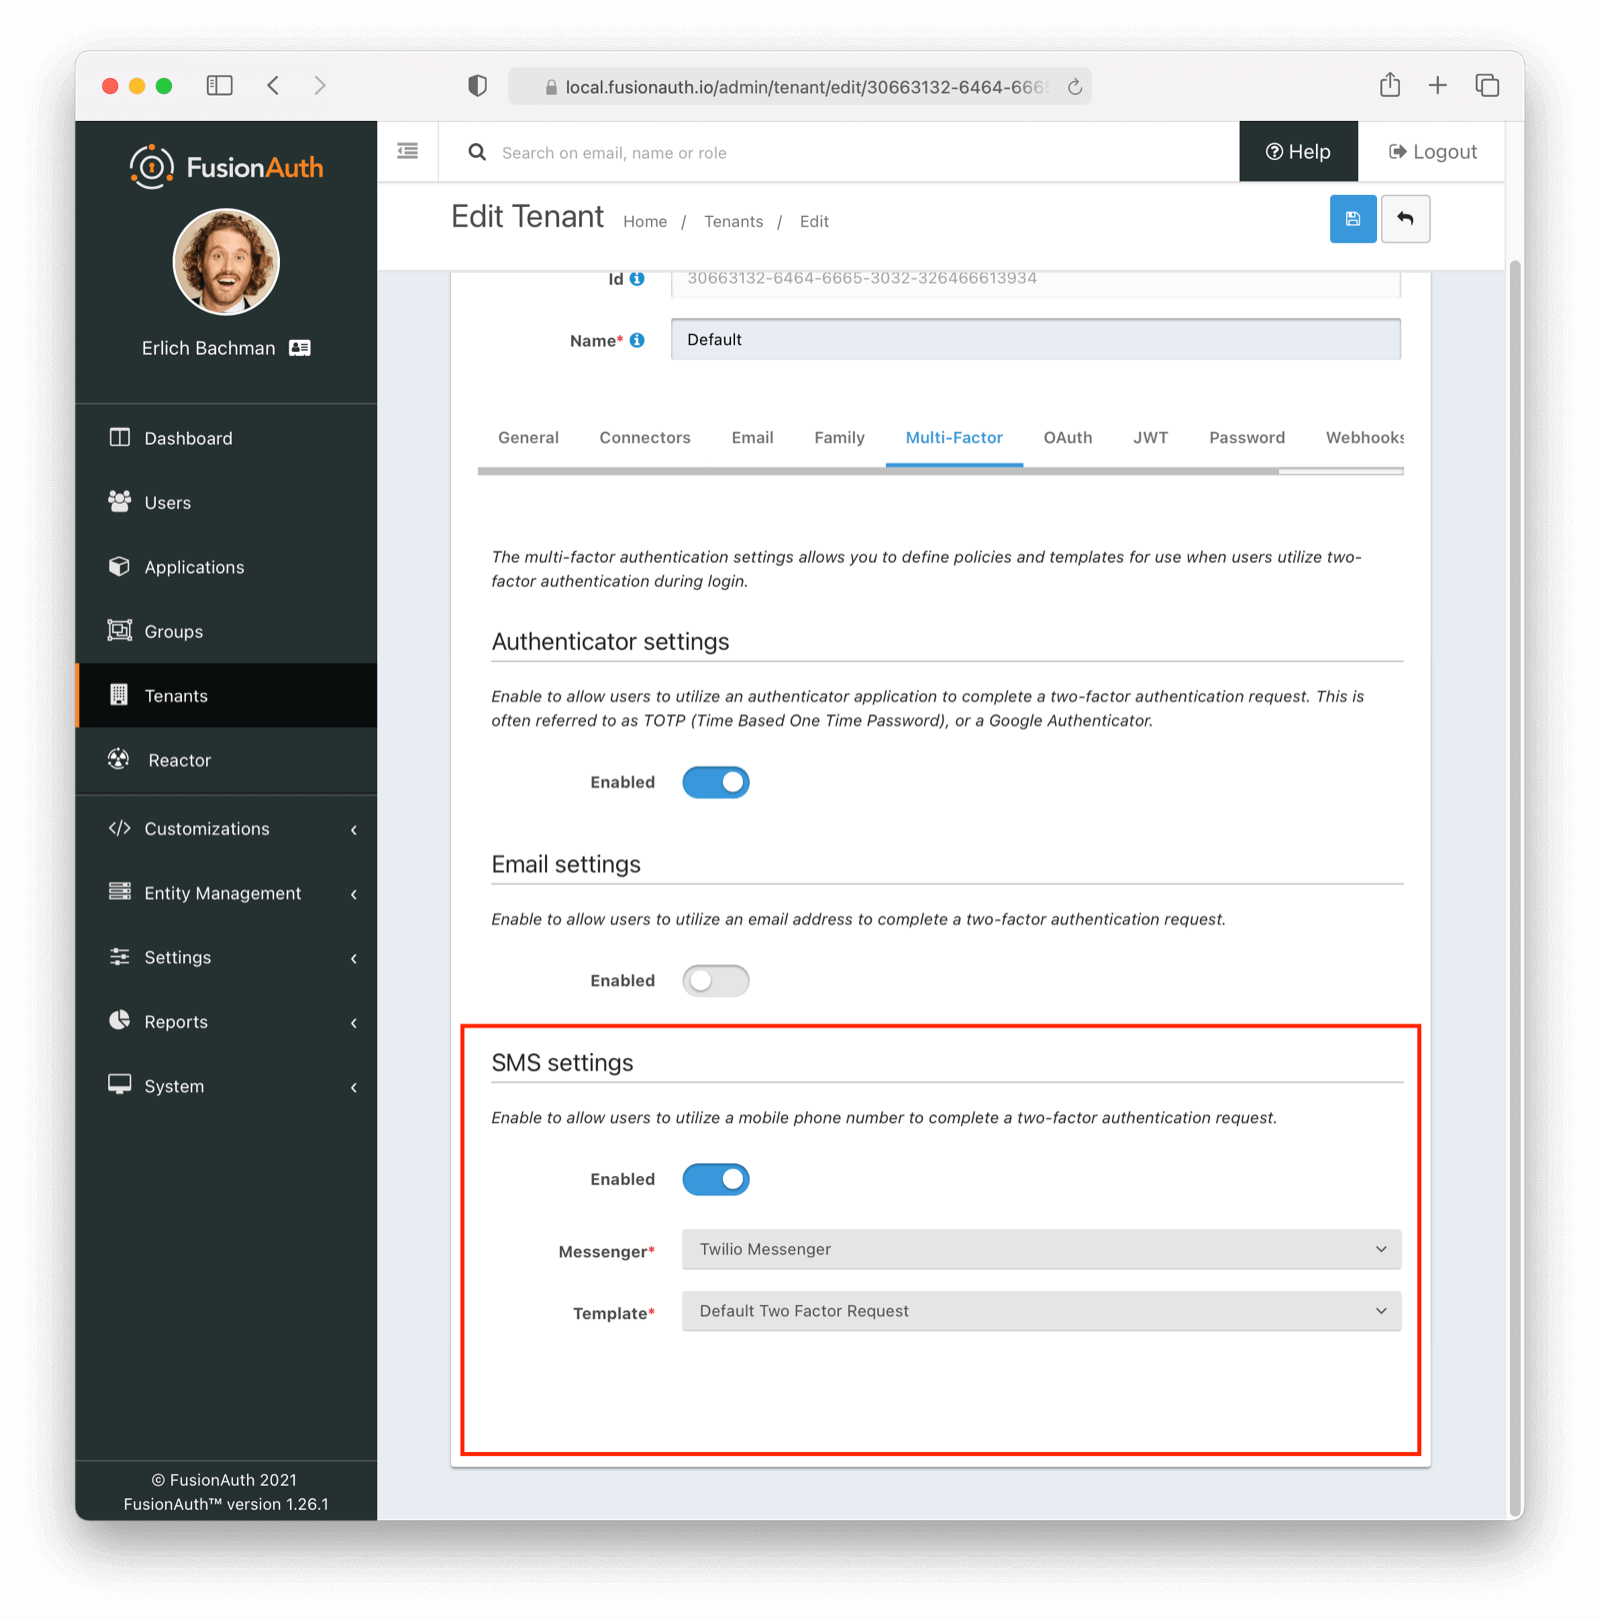 local.fusionauth.io/admin/tenant/edit/30663132-6464-666
FusionAuth
Search on email, name or role
Help
Logout
Edit Tenant
Home / Tenants / Edit
Erlich Bachman
Id
30663132-6464-6665-3032-326466613934
Name*
Default
General
Connectors
Email
Family
Multi-Factor
OAuth
JWT
Password
Webhooks
Dashboard
Users
Applications
Groups
Tenants
Reactor
Customizations
Entity Management
Settings
Reports
System
The multi-factor authentication settings allows you to define policies and templates for use when users utilize two-
factor authentication during login.
Authenticator settings
Enable to allow users to utilize an authenticator application to complete a two-factor authentication request. This is
often referred to as TOTP (Time Based One Time Password), or a Google Authenticator.
Enabled
Email settings
Enable to allow users to utilize an email address to complete a two-factor authentication request.
Enabled
SMS settings
Enable to allow users to utilize a mobile phone number to complete a two-factor authentication request.
Enabled
Messenger*
Twilio Messenger
Template*
Default Two Factor Request
© FusionAuth 2021
FusionAuth™ version 1.26.1